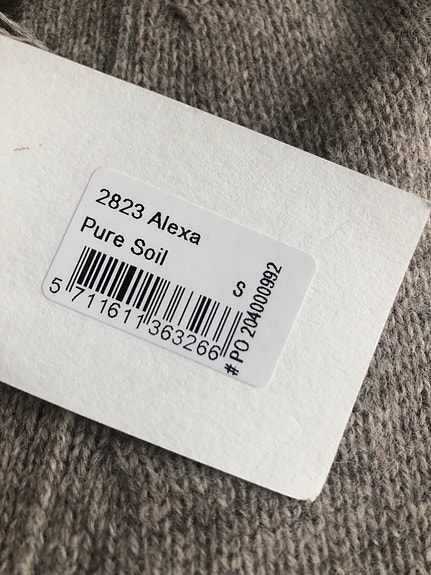 2823 Alexa
Pure Soil
S
5 711611 363266
#PO 204000992